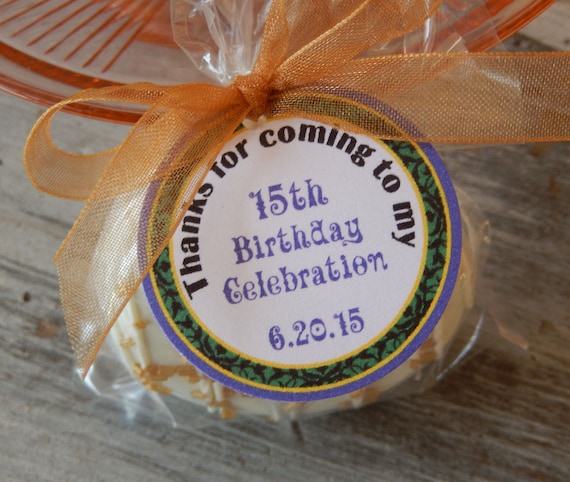 Thanks for coming to my
15th
Birthday
Celebration
6.20.15